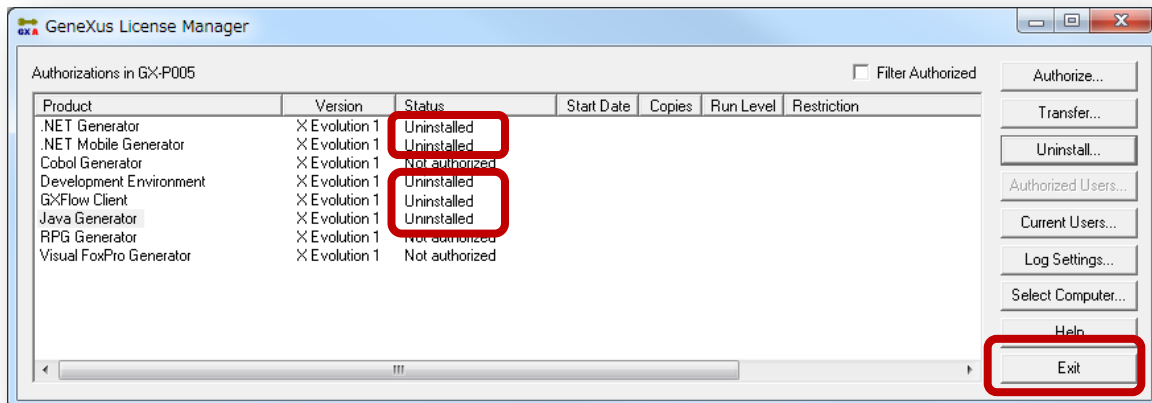 GeneXus License Manager
Authorizations in GX-P005
Filter Authorized
Product Version Status Start Date Copies Run Level Restriction
.NET Generator X Evolution 1 Uninstalled
.NET Mobile Generator X Evolution 1 Uninstalled
Cobol Generator X Evolution 1 Not authorized
Development Environment X Evolution 1 Uninstalled
GXFlow Client X Evolution 1 Uninstalled
Java Generator X Evolution 1 Uninstalled
RPG Generator X Evolution 1 Not authorized
Visual FoxPro Generator X Evolution 1 Not authorized
Authorize...
Transfer...
Uninstall...
Authorized Users...
Current Users...
Log Settings...
Select Computer...
Help
Exit